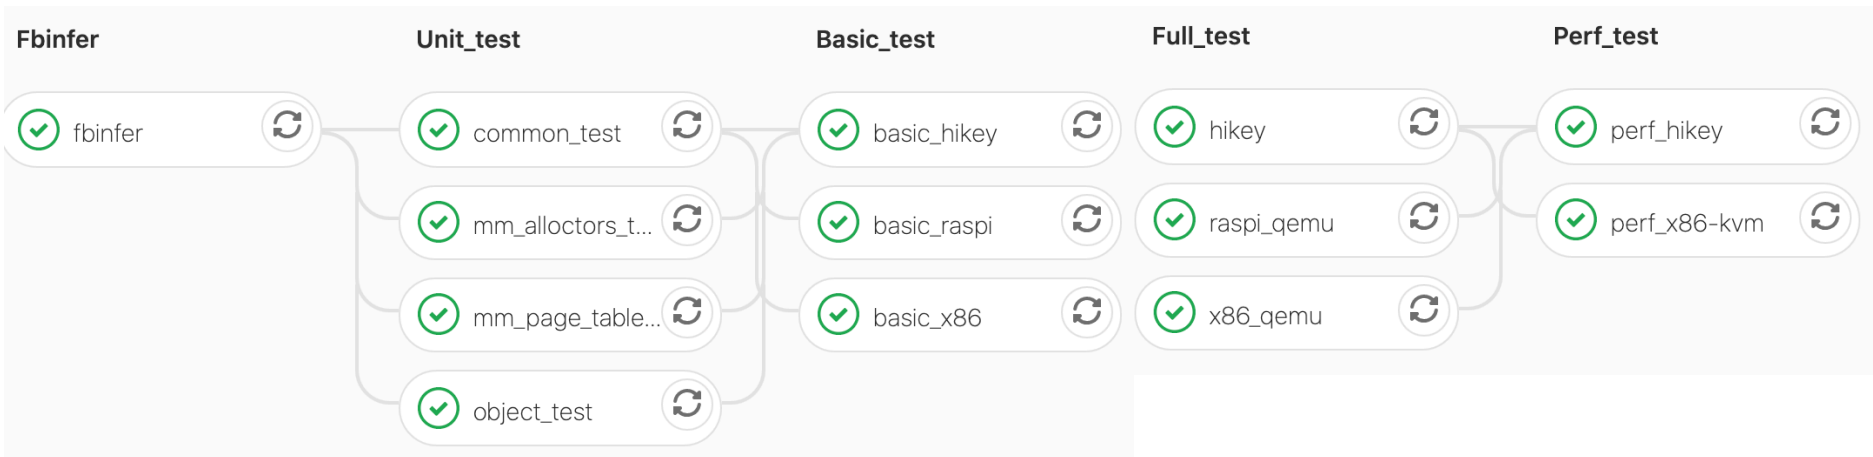 Fbinfer
fbinfer
Unit_test
common_test
mm_alloctors_t...
mm_page_table...
object_test
Basic_test
basic_hikey
basic_raspi
basic_x86
Full_test
hikey
raspi_qemu
x86_qemu
Perf_test
perf_hikey
perf_x86-kvm